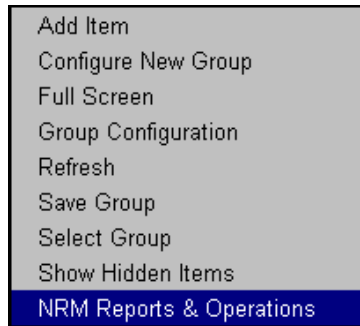 Add Item
Configure New Group
Full Screen
Group Configuration
Refresh
Save Group
Select Group
Show Hidden Items
NRM Reports & Operations